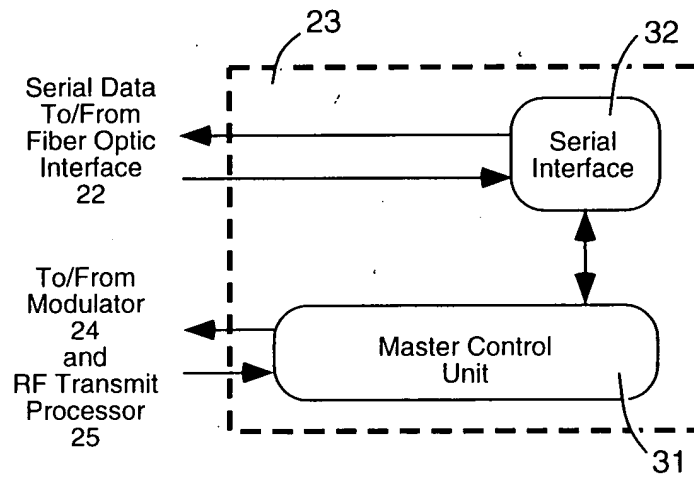 23
32
Serial Data
To/From
Fiber Optic
Interface
22
Serial
Interface
To/From
Modulator
24
and
RF Transmit
Processor
25
Master Control
Unit
31